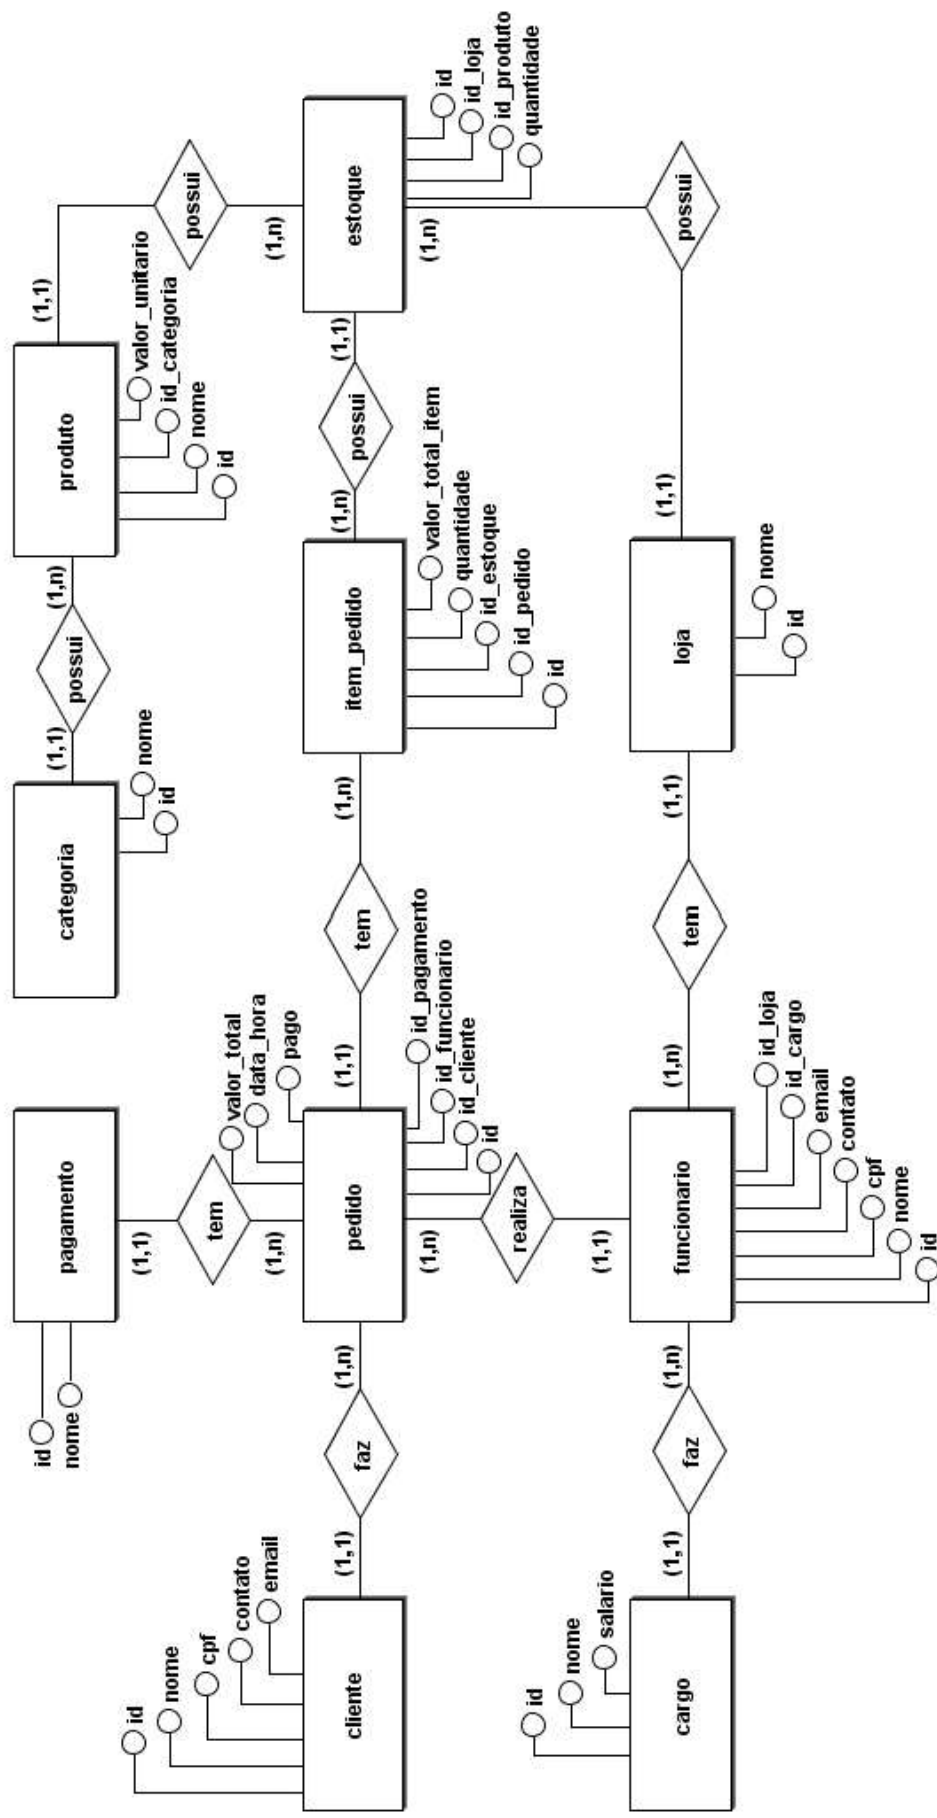 pagamento
id
nome
(1,1)
tem
(1,n)
categoria
nome
id
(1,1)
possui
(1,n)
produto
valor_unitario
id_categoria
nome
id
(1,1)
possui
(1,n)
cliente
id
nome
cpf
contato
email
(1,1)
faz
(1,n)
pedido
valor_total
data_hora
pago
id_pagamento
id_funcionario
id_cliente
id
(1,1)
tem
(1,n)
item_pedido
valor_total_item
quantidade
id_estoque
id_pedido
id
(1,n)
possui
(1,1)
estoque
id
id_loja
id_produto
quantidade
(1,n)
(1,n)
realiza
(1,1)
cargo
id
nome
salario
(1,1)
faz
(1,n)
funcionario
id_loja
id_cargo
email
contato
cpf
nome
id
(1,n)
tem
(1,1)
loja
nome
id
(1,1)
possui